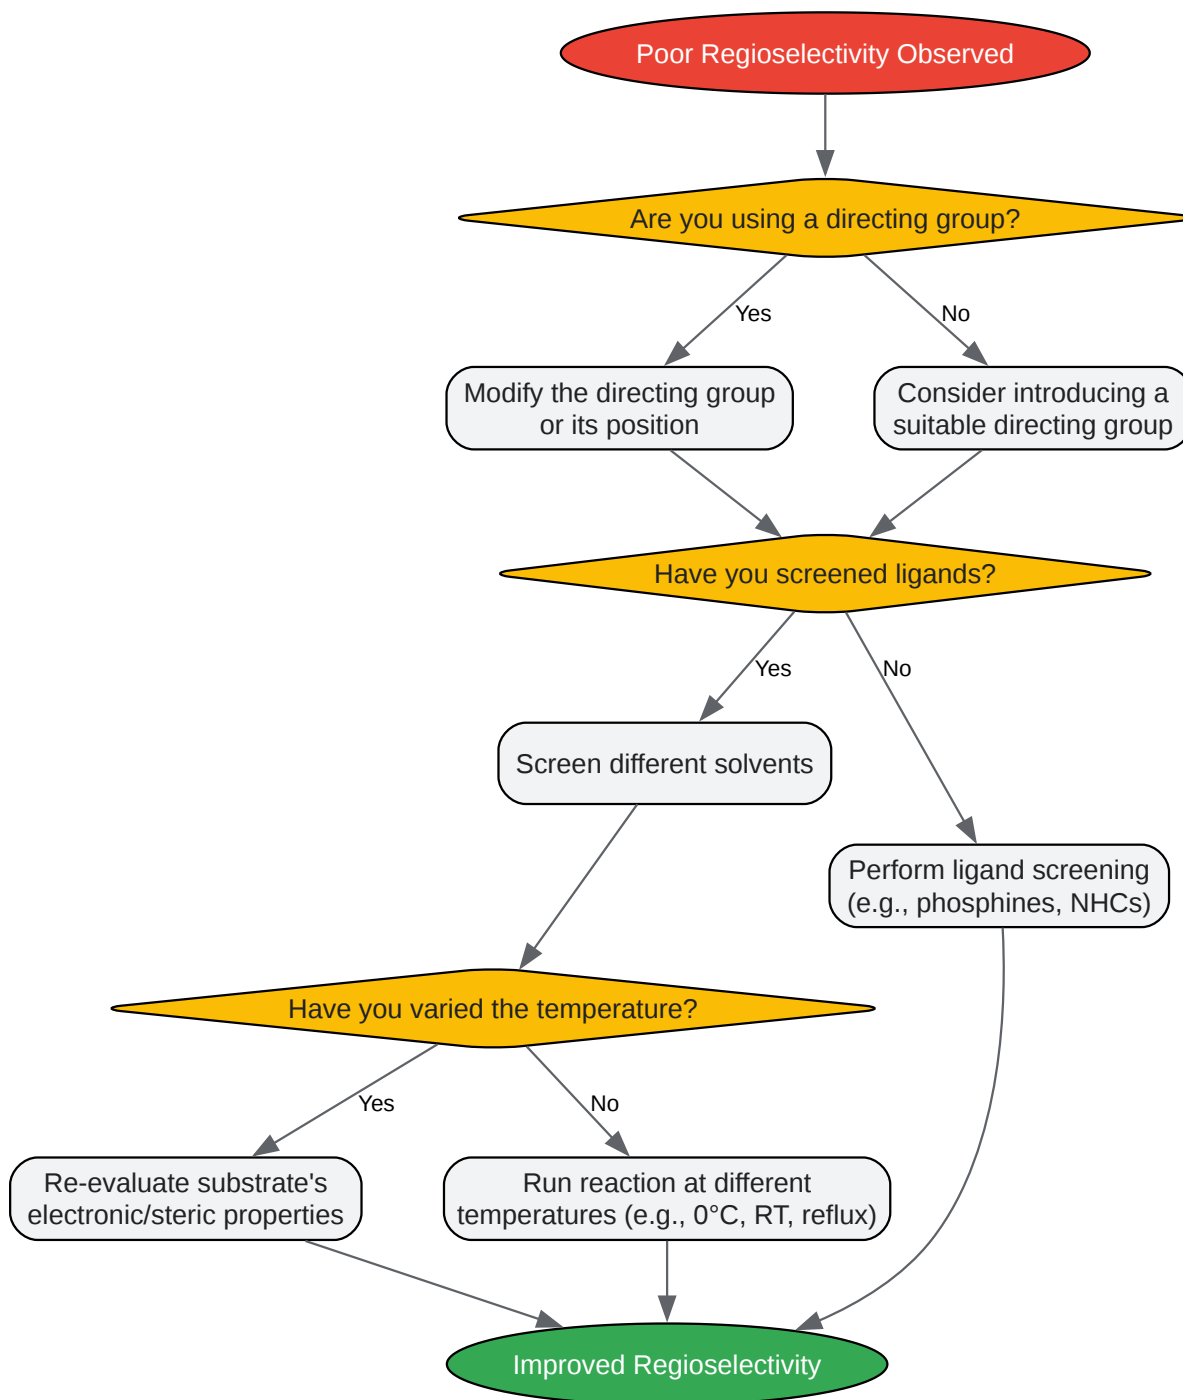 Poor Regioselectivity Observed
Are you using a directing group?
Yes
No
Modify the directing group
or its position
Consider introducing a
suitable directing group
Have you screened ligands?
Yes
No
Screen different solvents
Perform ligand screening
(e.g., phosphines, NHCs)
Have you varied the temperature?
Yes
No
Re-evaluate substrate's
electronic/steric properties
Run reaction at different
temperatures (e.g., 0°C, RT, reflux)
Improved Regioselectivity